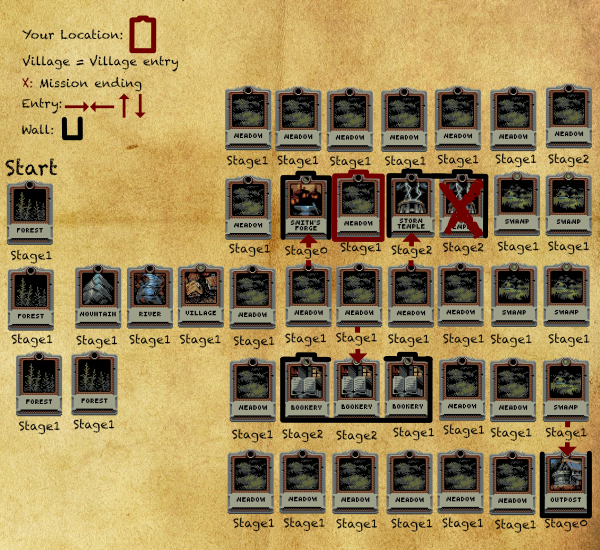 Your Location:
Village = Village entry
X: Mission ending
Entry:
Wall:
MEADOW MEADOW MEADOW MEADOW MEADOW MEADOW MEADOW
Stage1 Stage1 Stage1 Stage1 Stage1 Stage1 Stage2
Start
FOREST MEADOW SMITH'S FORGE MEADOW STORM TEMPLE SWAMP SWAMP
Stage1 Stage1 Stage0 Stage1 Stage2 Stage2 Stage1 Stage1
FOREST MOUNTAIN RIVER VILLAGE MEADOW MEADOW MEADOW MEADOW MEADOW SWAMP SWAMP
Stage1 Stage1 Stage1 Stage1 Stage1 Stage1 Stage1 Stage1 Stage1 Stage1 Stage1
FOREST FOREST MEADOW BOOKERY BOOKERY BOOKERY MEADOW MEADOW SWAMP
Stage1 Stage1 Stage1 Stage2 Stage2 Stage1 Stage1 Stage1 Stage1
MEADOW MEADOW MEADOW MEADOW MEADOW MEADOW OUTPOST
Stage1 Stage1 Stage1 Stage1 Stage1 Stage1 Stage0